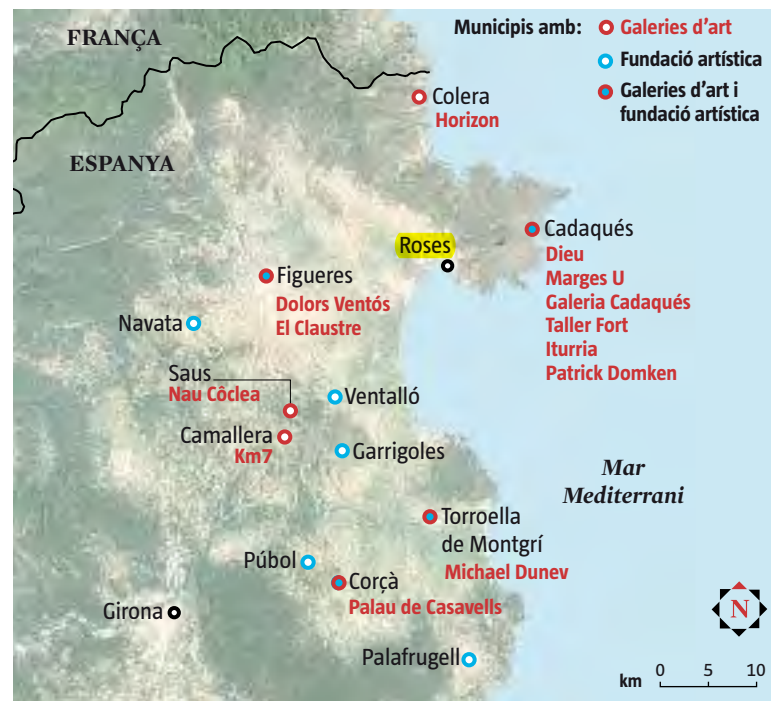 FRANÇA
ESPANYA
Municipis amb:
Galeries d'art
Fundació artística
Galeries d'art i
fundació artística
Colera
Horizon
Cadaqués
Dieu
Marges U
Galeria Cadaqués
Taller Fort
Iturria
Patrick Domken
Roses
Figueres
Dolors Ventós
El Claustre
Navata
Saus
Nau Côclea
Ventalló
Camallera
Km7
Garrigoles
Mar
Mediterrani
Torroella
de Montgrí
Michael Dunev
Púbol
Corçà
Palau de Casavells
Girona
Palafrugell
N
km 0 5 10